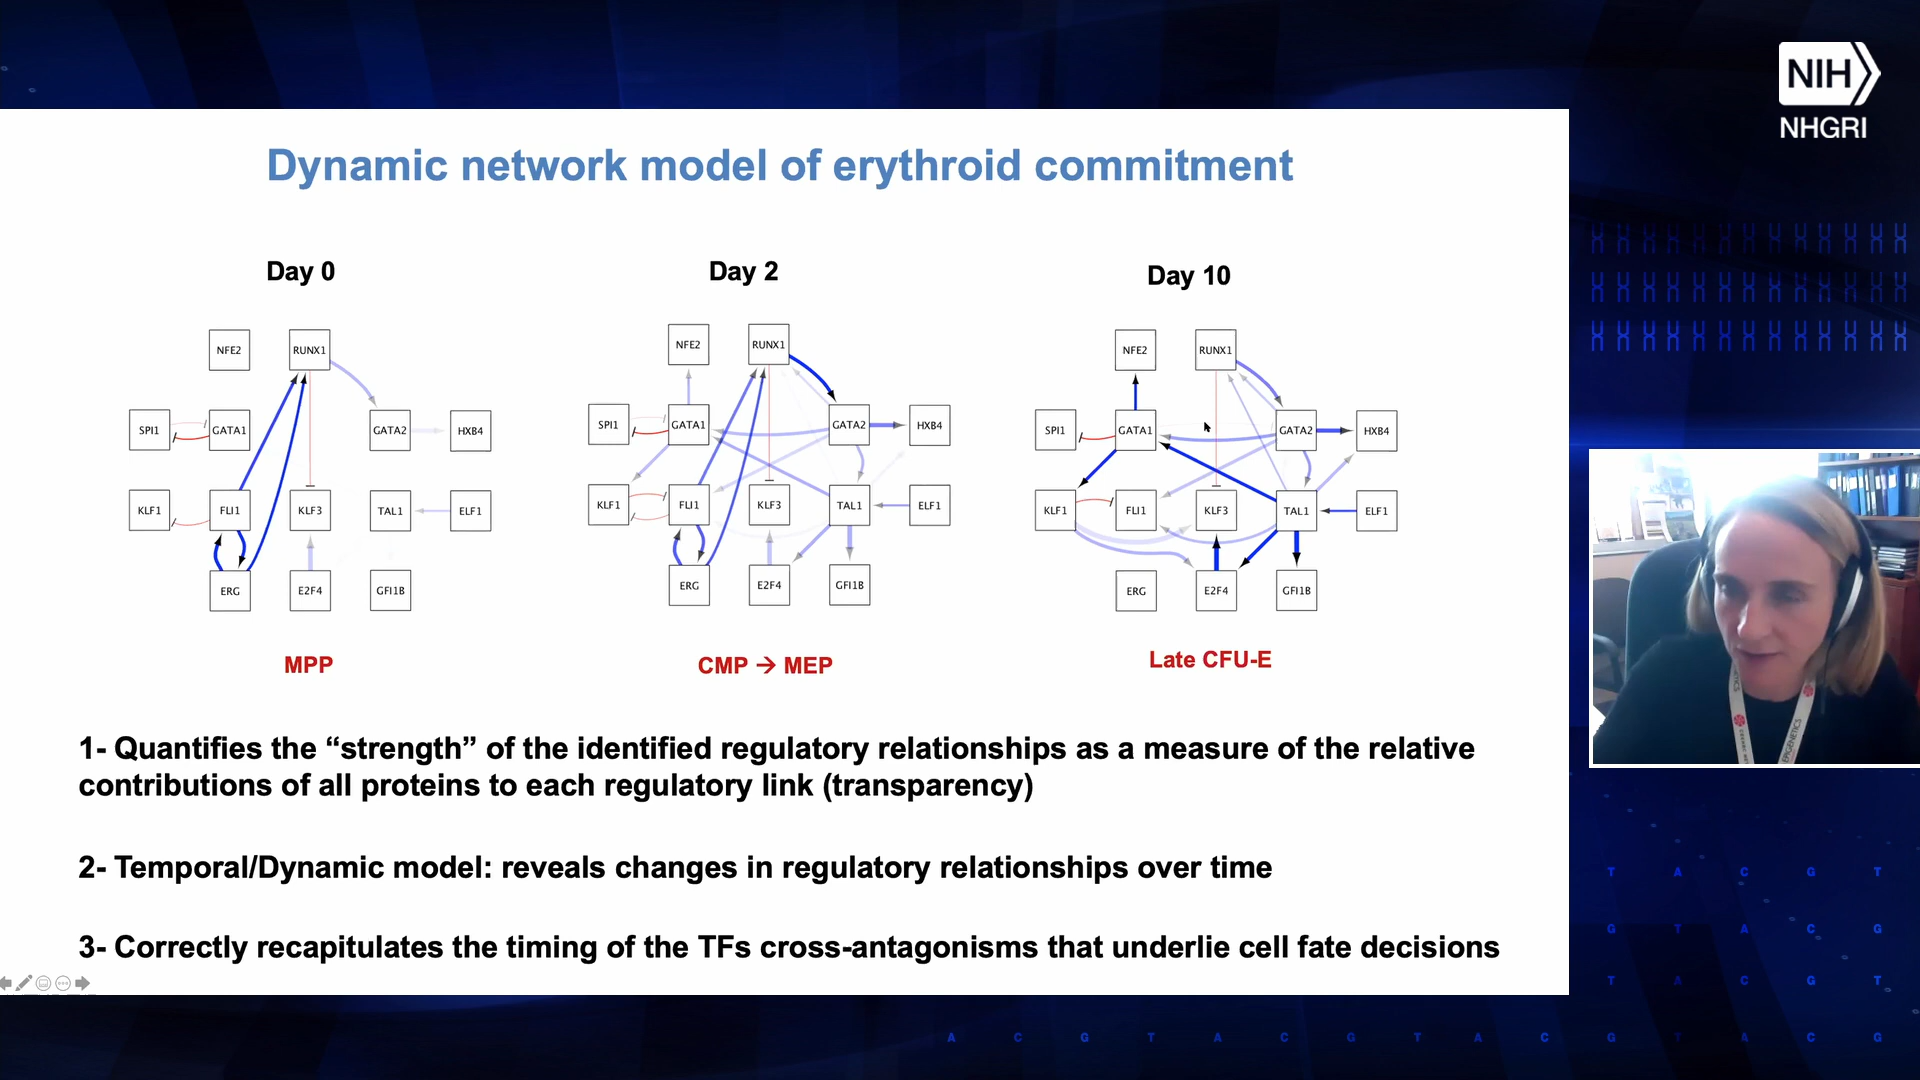 NIH
NHGRI
Dynamic network model of erythroid commitment
Day 0
Day 2
Day 10
NFE2
RUNX1
SPI1
GATA1
GATA2
HXB4
KLF1
FLI1
KLF3
TAL1
ELF1
ERG
E2F4
GFI1B
NFE2
RUNX1
SPI1
GATA1
GATA2
HXB4
KLF1
FLI1
KLF3
TAL1
ELF1
ERG
E2F4
GFI1B
NFE2
RUNX1
SPI1
GATA1
GATA2
HXB4
KLF1
FLI1
KLF3
TAL1
ELF1
ERG
E2F4
GFI1B
MPP
CMP → MEP
Late CFU-E
1- Quantifies the “strength” of the identified regulatory relationships as a measure of the relative
contributions of all proteins to each regulatory link (transparency)
2- Temporal/Dynamic model: reveals changes in regulatory relationships over time
3- Correctly recapitulates the timing of the TFs cross-antagonisms that underlie cell fate decisions
EPIGENETICS
T A C G T
G T A C G
T A C G T
A C G T A C G T A C G T A C G